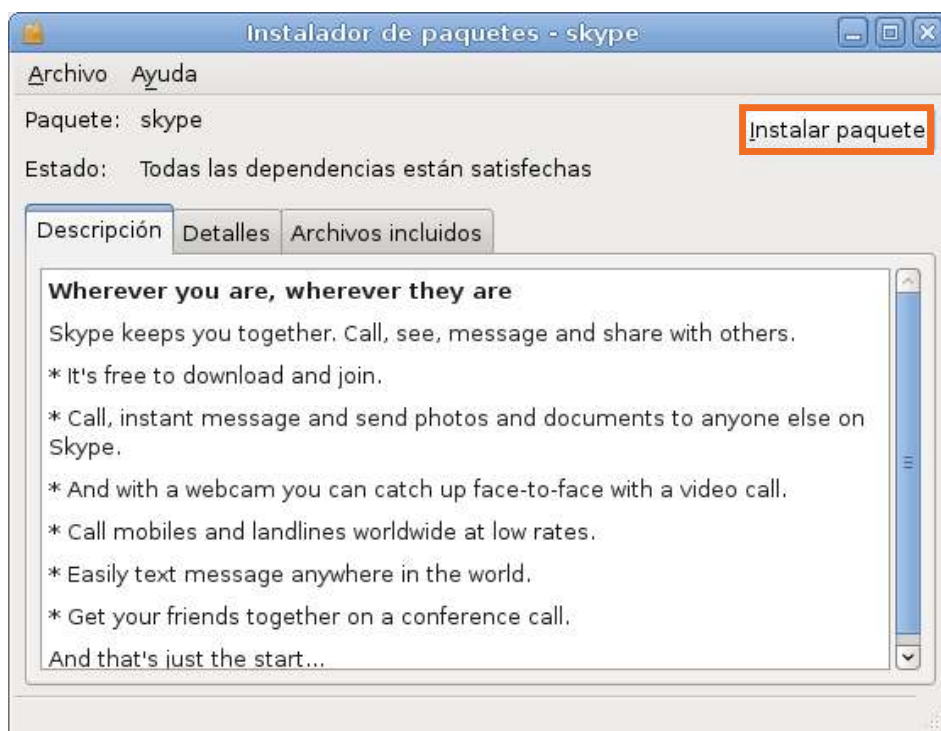 Instalador de paquetes - skype
Archivo Ayuda
Paquete: skype
Instalar paquete
Estado: Todas las dependencias están satisfechas
Descripción Detalles Archivos incluidos
Wherever you are, wherever they are
Skype keeps you together. Call, see, message and share with others.
* It's free to download and join.
* Call, instant message and send photos and documents to anyone else on
Skype.
* And with a webcam you can catch up face-to-face with a video call.
* Call mobiles and landlines worldwide at low rates.
* Easily text message anywhere in the world.
* Get your friends together on a conference call.
And that's just the start...